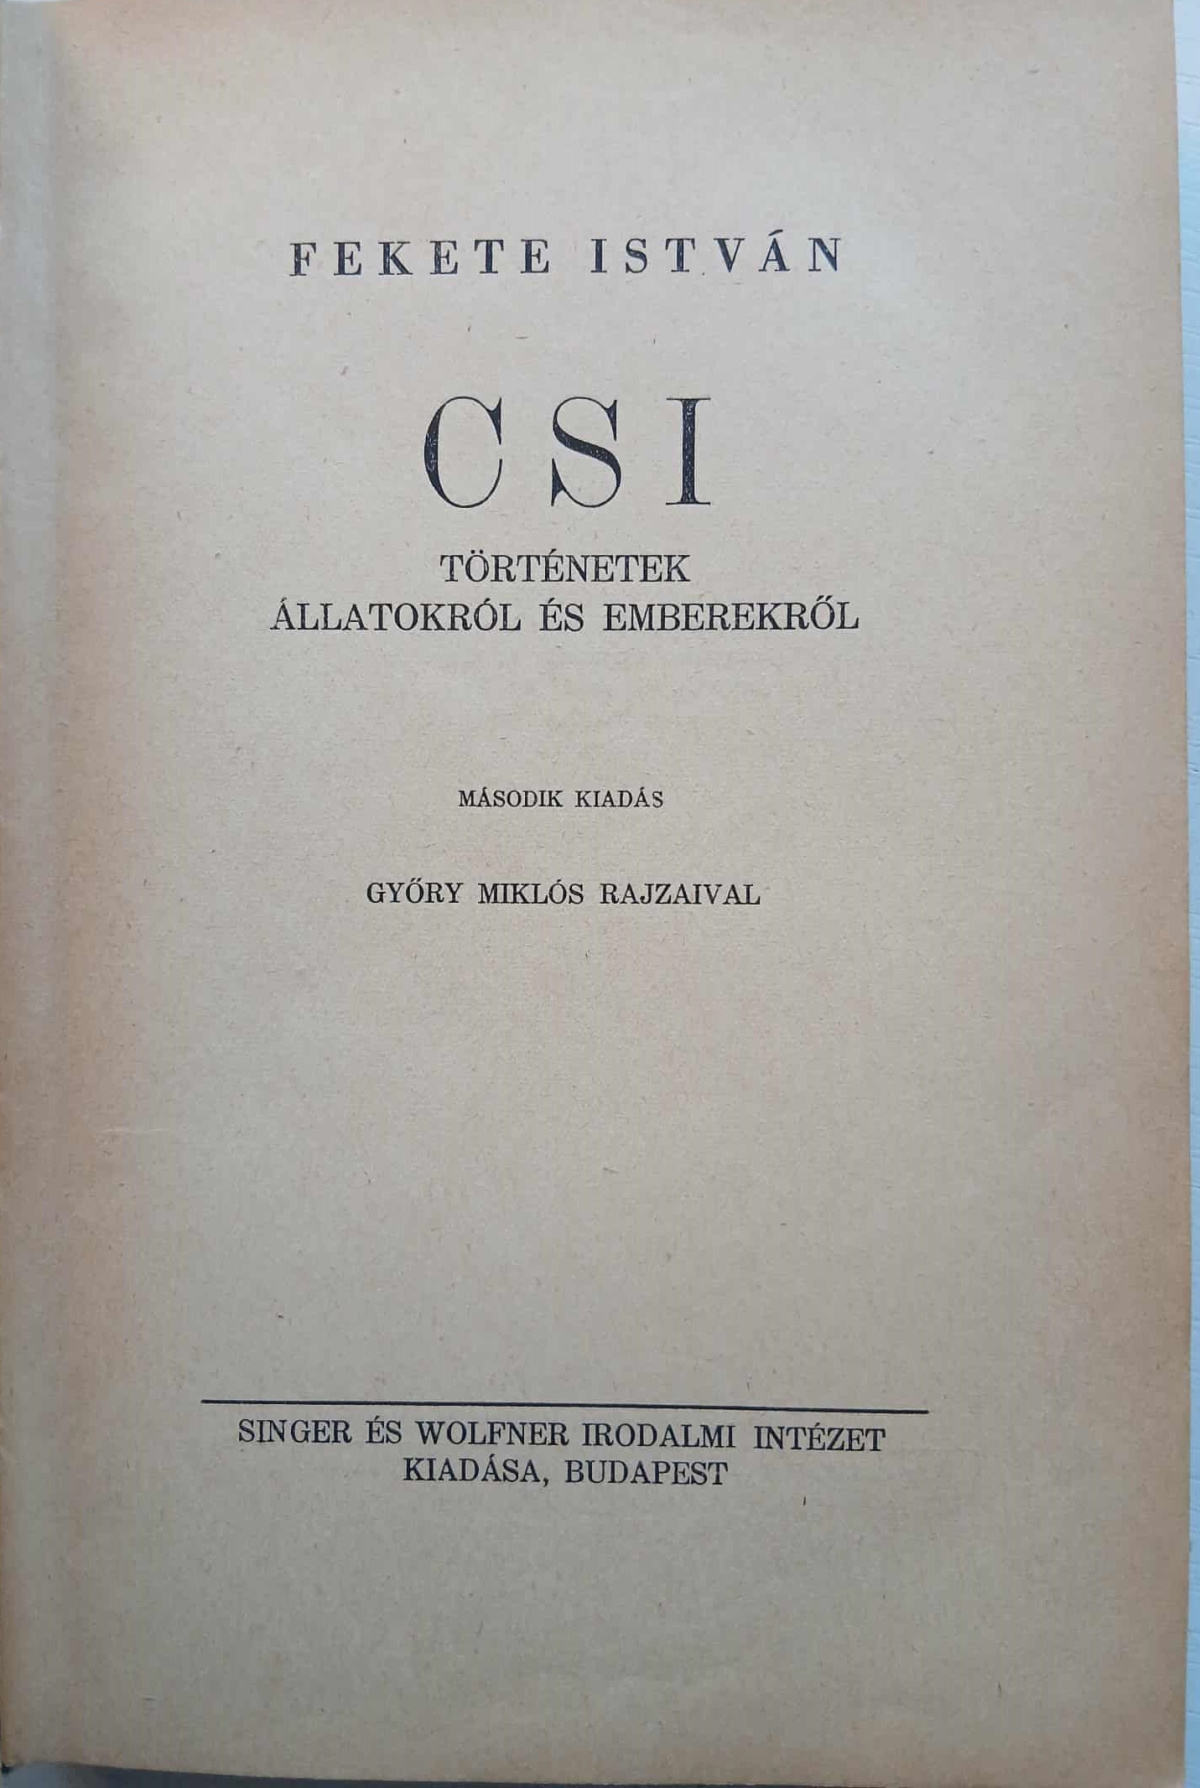 FEKETE ISTVÁN
CSI
TÖRTÉNETEK
ÁLLATOKRÓL ÉS EMBEREKRŐL
MÁSODIK KIADÁS
GYŐRY MIKLÓS RAJZAIVAL
SINGER ÉS WOLFNER IRODALMI INTÉZET
KIADÁSA, BUDAPEST